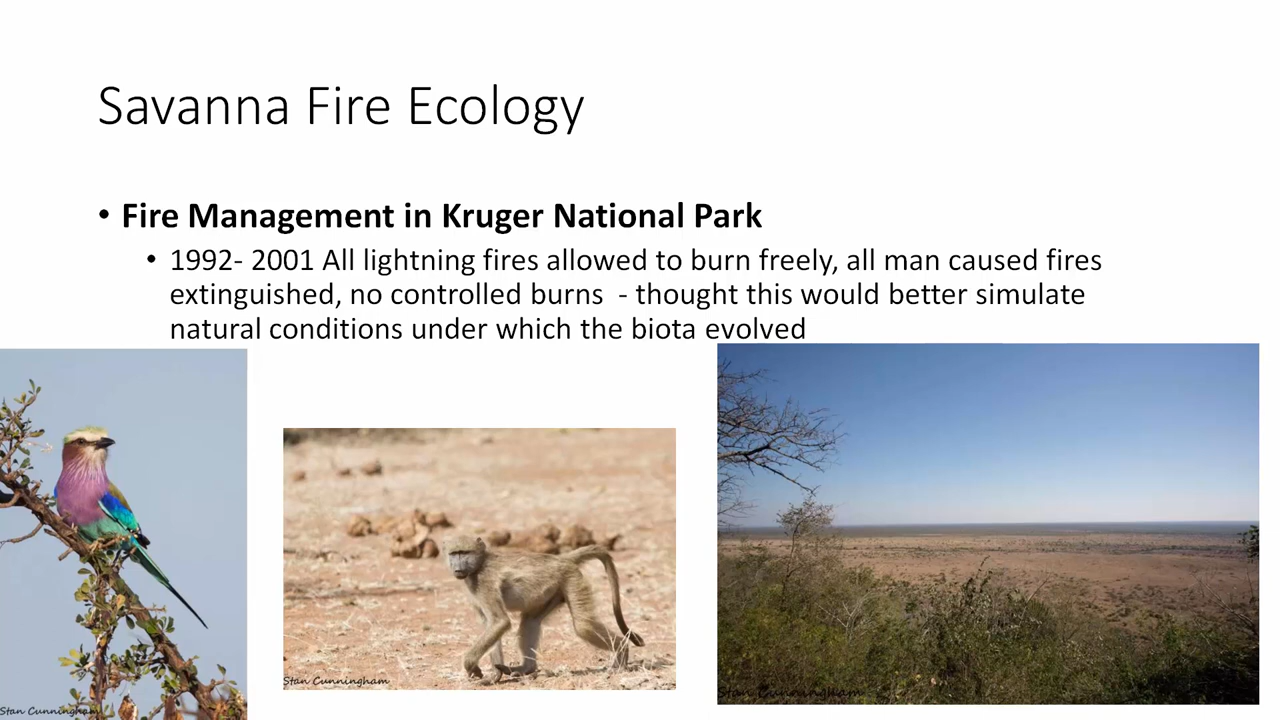 Savanna Fire Ecology
• Fire Management in Kruger National Park
• 1992- 2001 All lightning fires allowed to burn freely, all man caused fires
extinguished, no controlled burns  - thought this would better simulate
natural conditions under which the biota evolved
Stan Cunningham
Stan Cunningham
Stan Cunningham